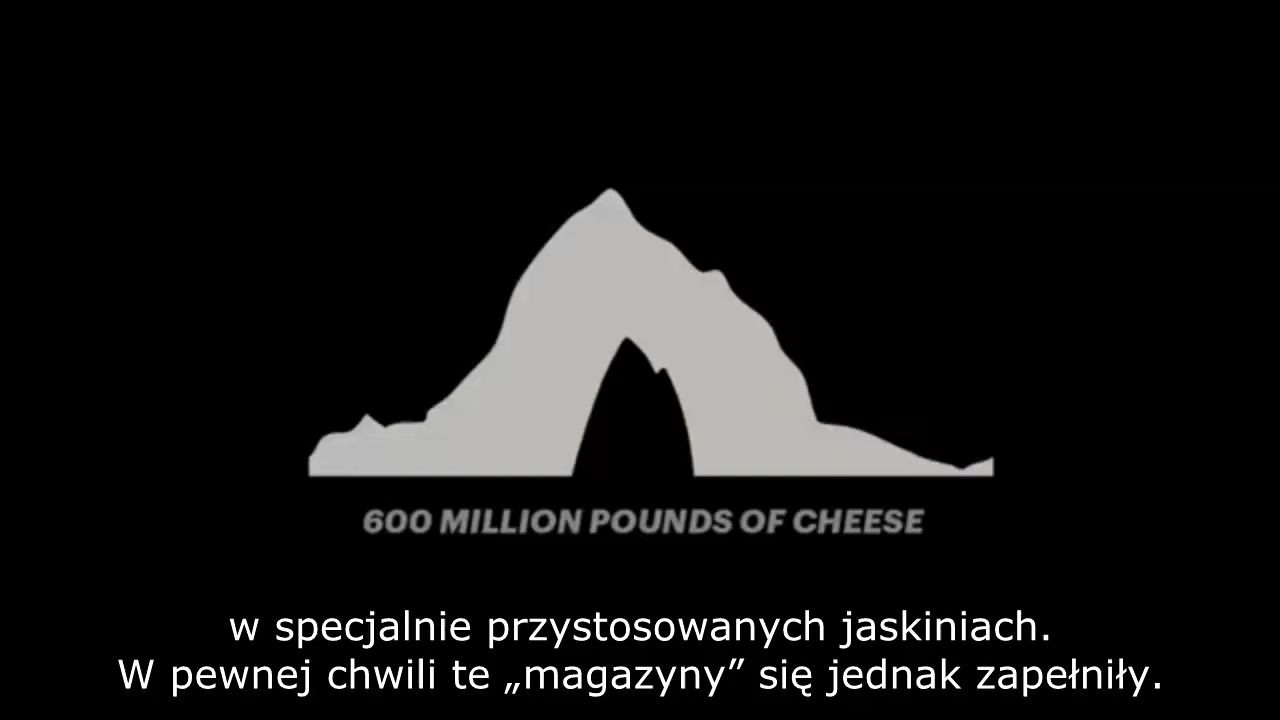 600 MILLION POUNDS OF CHEESE
w specjalnie przystosowanych jaskiniach.
W pewnej chwili te „magazyny” się jednak zapełniły.